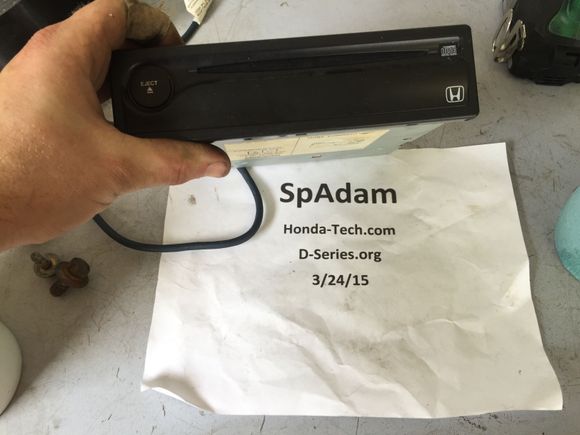 EJECT
SpAdam
Honda-Tech.com
D-Series.org
3/24/15